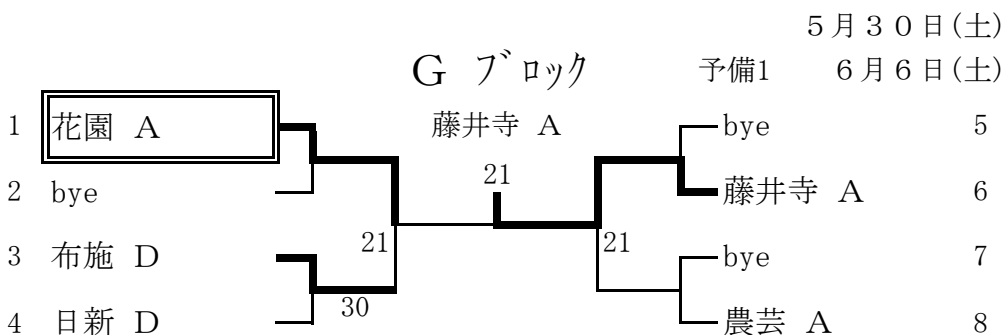 ５月３０日(土)
G ブロック
予備1 ６月６日(土)
1 花園 A
藤井寺 A
bye 5
21
2 bye
藤井寺 A 6
21
21
3 布施 D
bye 7
30
4 日新 D
農芸 A 8